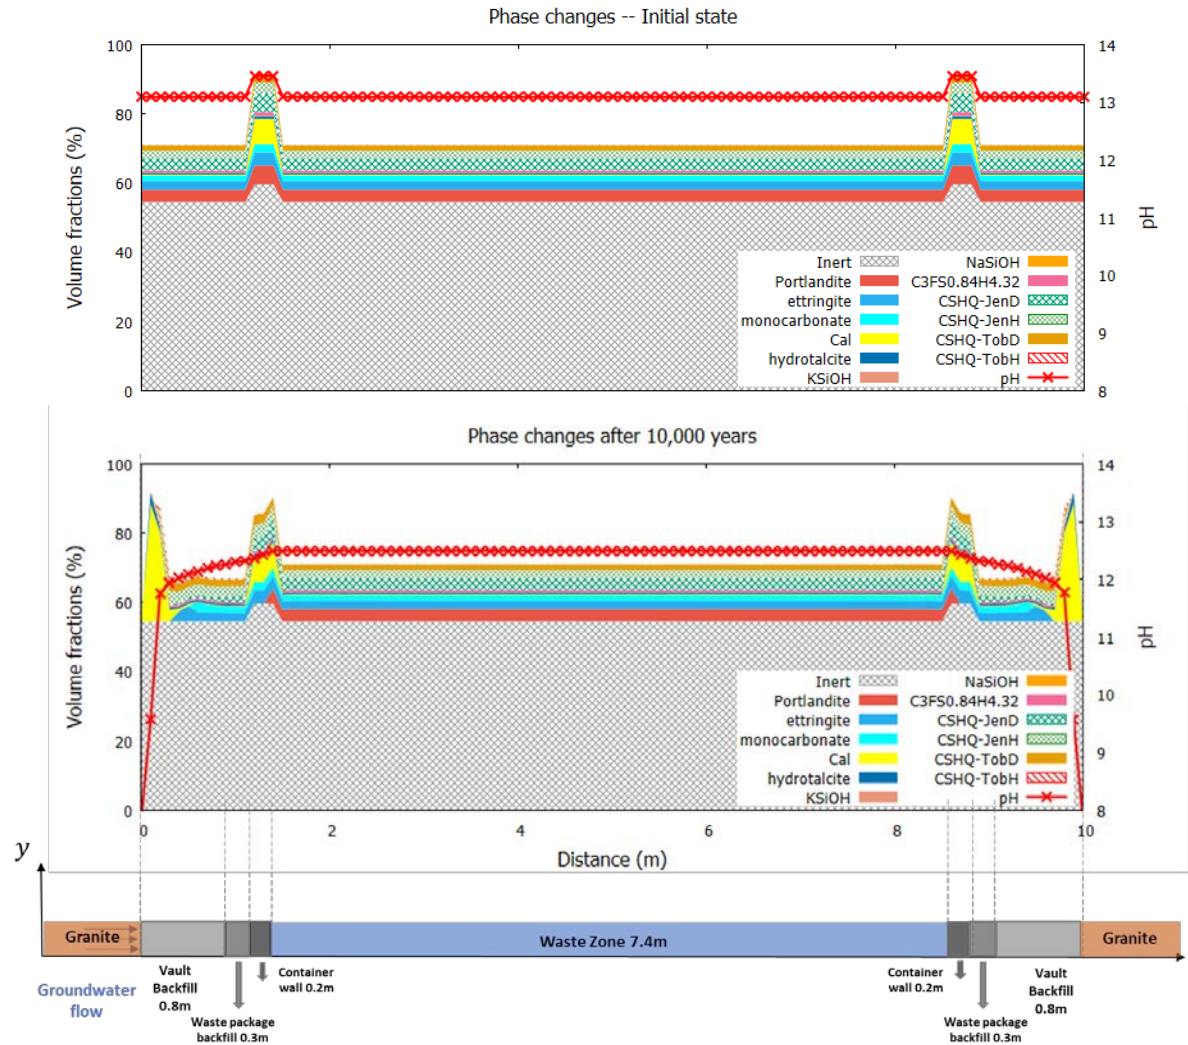 Phase changes -- Initial state
100
80
60
40
20
0
Volume fractions (%)
14
13
12
11
10
9
8
pH
Inert
Portlandite
ettringite
monocarbonate
Cal
hydrotalcite
KSiOH
NaSiOH
C3FS0.84H4.32
CSHQ-JenD
CSHQ-JenH
CSHQ-TobD
CSHQ-TobH
pH
Phase changes after 10,000 years
100
80
60
40
20
0
Volume fractions (%)
14
13
12
11
10
9
8
pH
Inert
Portlandite
ettringite
monocarbonate
Cal
hydrotalcite
KSiOH
NaSiOH
C3FS0.84H4.32
CSHQ-JenD
CSHQ-JenH
CSHQ-TobD
CSHQ-TobH
pH
0
2
4
6
8
10
Distance (m)
y
Granite
Waste Zone 7.4m
Granite
Groundwater
flow
Vault
Backfill
0.8m
Container
wall 0.2m
Waste package
backfill 0.3m
Container
wall 0.2m
Vault
Backfill
0.8m
Waste package
backfill 0.3m